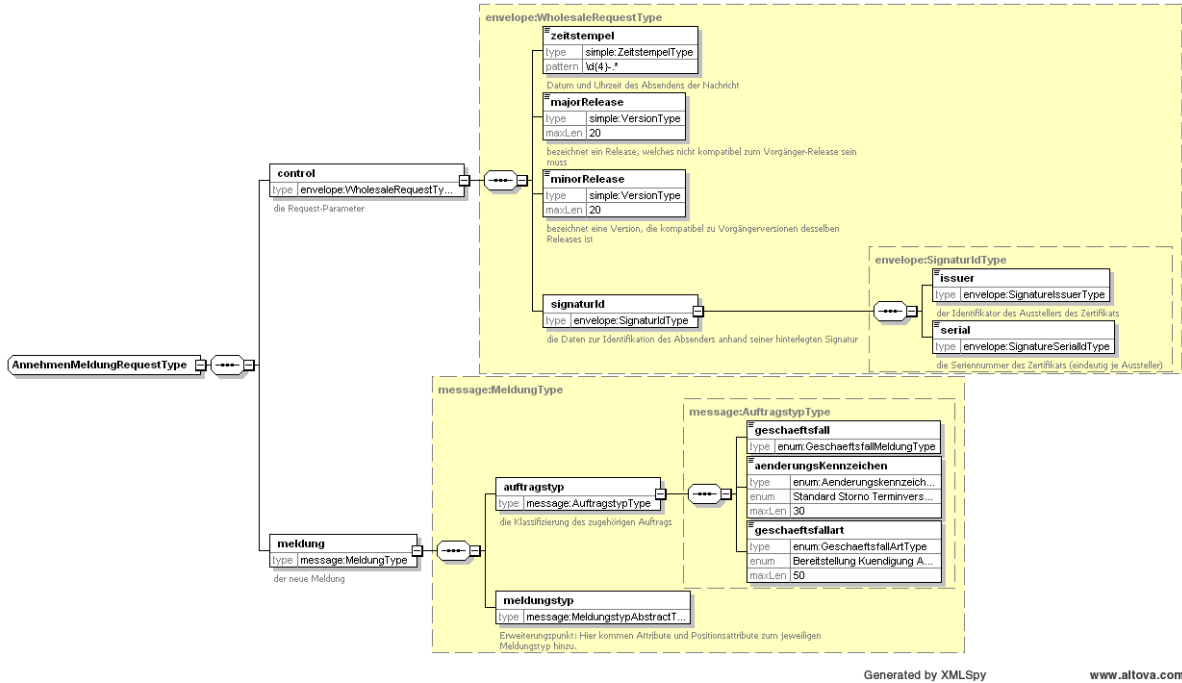 envelope:WholesaleRequestType
zeitstempel
type simple:ZeitstempelType
pattern \d{4}-.*
Datum und Uhrzeit des Absendens der Nachricht
majorRelease
type simple:VersionType
maxLen 20
bezeichnet ein Release, welches nicht kompatibel zum Vorgänger-Release sein
muss
control
type envelope:WholesaleRequestTy...
die Request-Parameter
minorRelease
type simple:VersionType
maxLen 20
bezeichnet eine Version, die kompatibel zu Vorgängerversionen desselben
Releases ist
envelope:SignaturIdType
issuer
type envelope:SignatureIssuerType
der Identifikator des Ausstellers des Zertifikats
signaturId
type envelope:SignaturIdType
die Daten zur Identifikation des Absenders anhand seiner hinterlegten Signatur
serial
type envelope:SignatureSerialIdType
die Seriennummer des Zertifikats (eindeutig je Aussteller)
AnnehmenMeldungRequestType
message:MeldungType
message:AuftragstypType
geschaeftsfall
type enum:GeschaeftsfallMeldungType
auftragstyp
type message:AuftragstypType
die Klassifizierung des zugehörigen Auftrags
aenderungsKennzeichen
type enum:Aenderungskennzeich...
enum Standard Storno Terminvers...
maxLen 30
geschaeftsfallart
type enum:GeschaeftsfallArtType
enum Bereitstellung Kuendigung A...
maxLen 50
meldung
type message:MeldungType
der neue Meldung
meldungstyp
type message:MeldungstypAbstractT...
Erweiterungspunkt: Hier kommen Attribute und Positionsattribute zum jeweiligen
Meldungstyp hinzu.
Generated by XMLSpy
www.altova.com